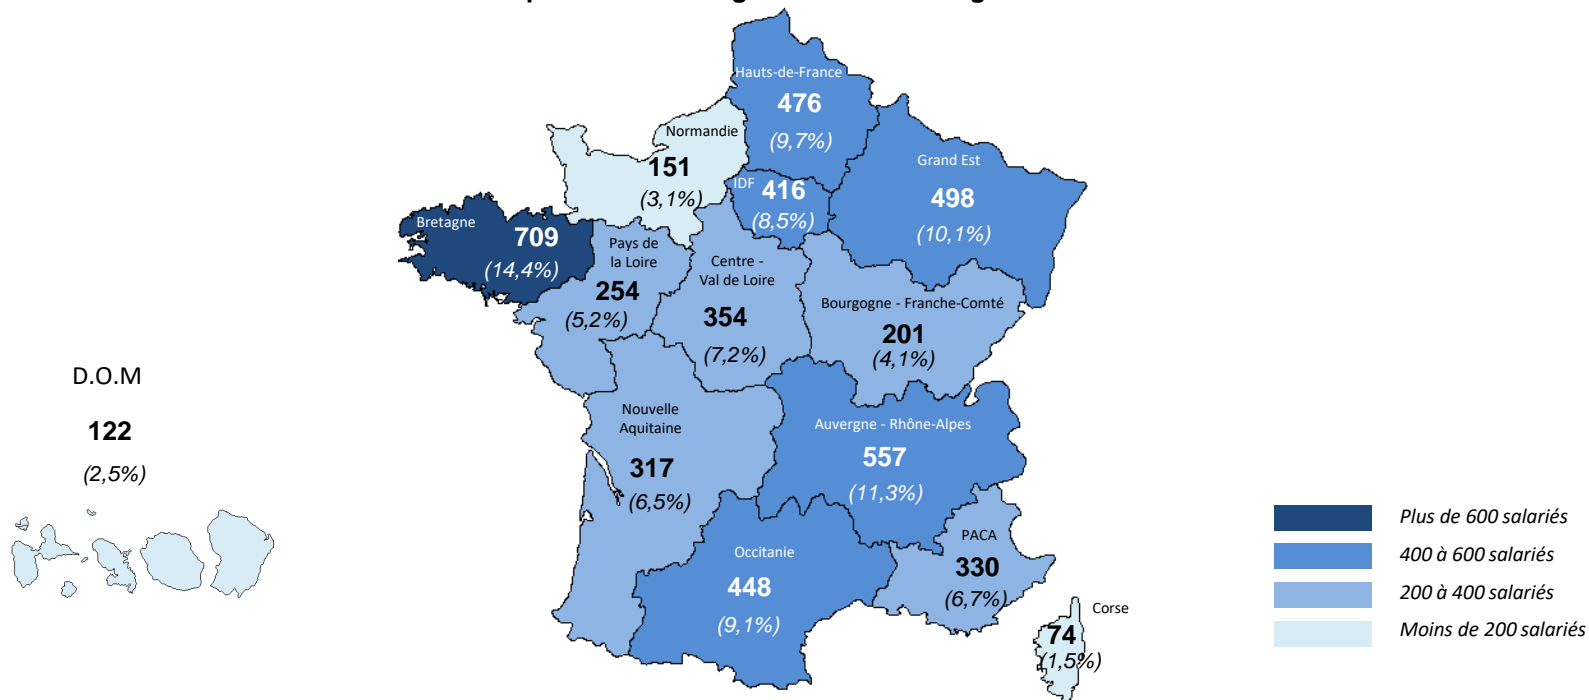 Hauts-de-France
476
(9,7%)
Normandie
151
(3,1%)
IDF
416
(8,5%)
Grand Est
498
(10,1%)
Bretagne
709
(14,4%)
Pays de
la Loire
254
(5,2%)
Centre -
Val de Loire
354
(7,2%)
Bourgogne - Franche-Comté
201
(4,1%)
D.O.M
122
(2,5%)
Nouvelle
Aquitaine
317
(6,5%)
Auvergne - Rhône-Alpes
557
(11,3%)
Occitanie
448
(9,1%)
PACA
330
(6,7%)
Corse
74
(1,5%)
Plus de 600 salariés
400 à 600 salariés
200 à 400 salariés
Moins de 200 salariés